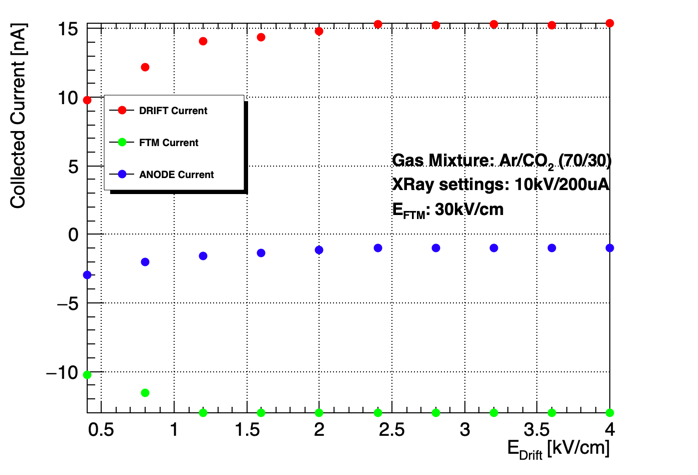 Collected Current [nA]
15
10
5
0
−5
−10
DRIFT Current
FTM Current
ANODE Current
Gas Mixture: Ar/CO2 (70/30)
XRay settings: 10kV/200uA
EFTM: 30kV/cm
0.5 1 1.5 2 2.5 3 3.5 4
EDrift [kV/cm]